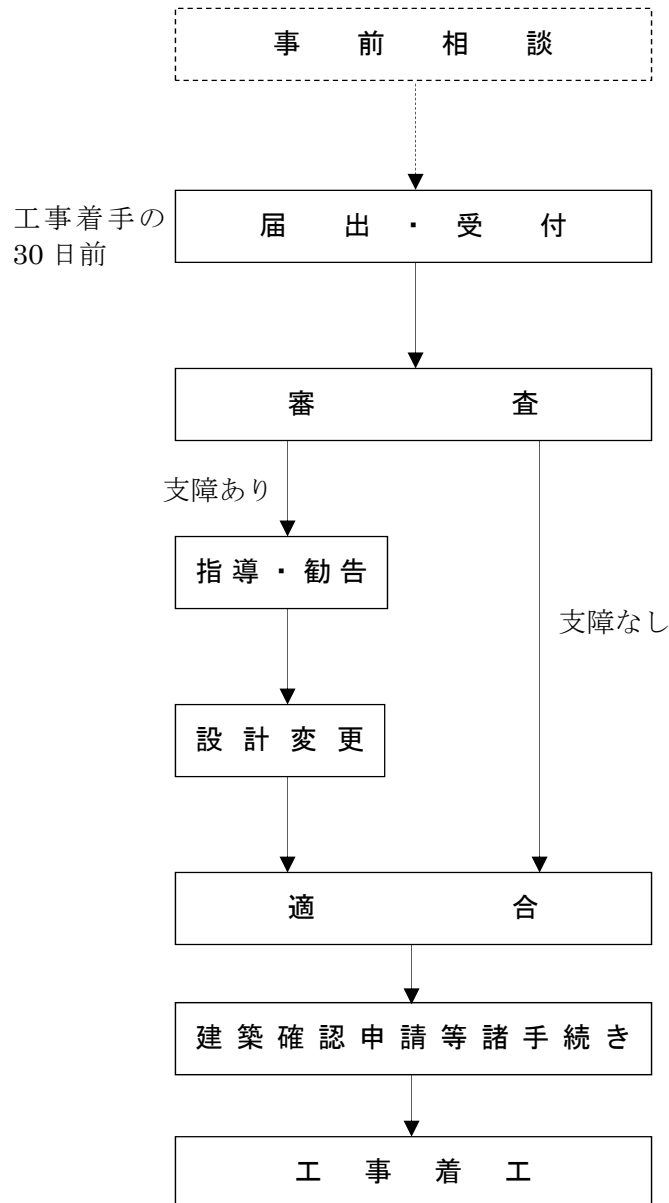 事前相談
工事着手の
30日前
届出・受付
審査
支障あり
指導・勧告
支障なし
設計変更
適合
建築確認申請等諸手続き
工事着工